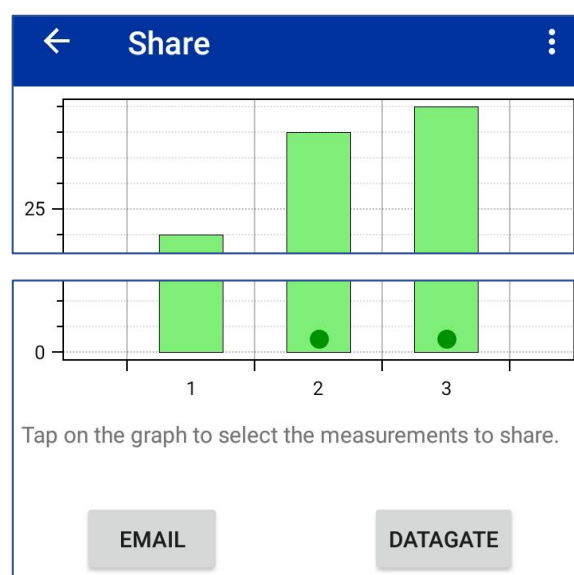 Share
25
0
1 2 3
Tap on the graph to select the measurements to share.
EMAIL DATAGATE